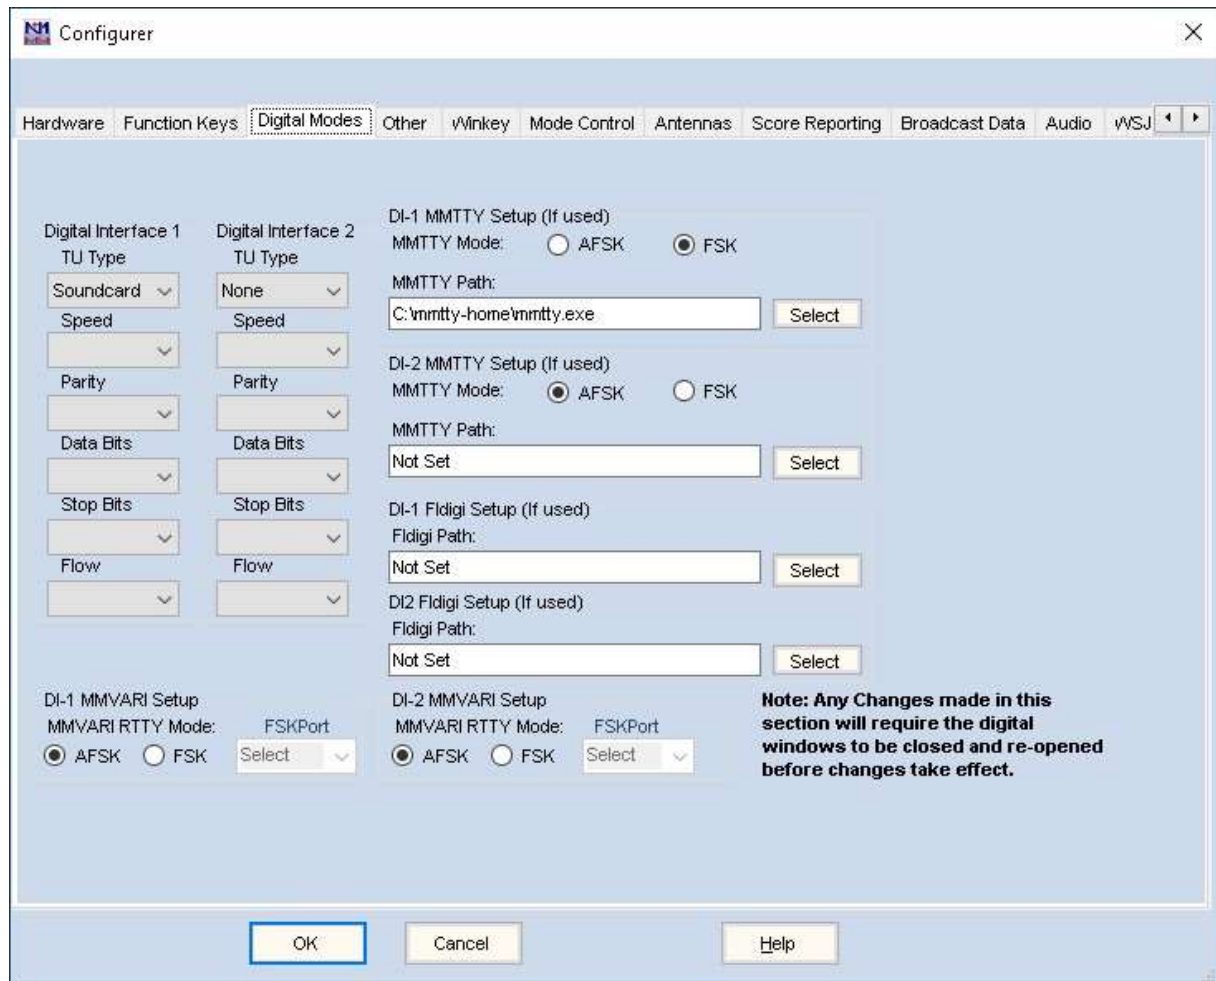 Configurer
Hardware Function Keys Digital Modes Other Winkey Mode Control Antennas Score Reporting Broadcast Data Audio WSJ
Digital Interface 1
TU Type
Soundcard
Speed
Parity
Data Bits
Stop Bits
Flow
Digital Interface 2
TU Type
None
Speed
Parity
Data Bits
Stop Bits
Flow
DI-1 MMTTY Setup (If used)
MMTTY Mode: AFSK FSK
MMTTY Path:
C:\mmtty-home\mmtty.exe Select
DI-2 MMTTY Setup (If used)
MMTTY Mode: AFSK FSK
MMTTY Path:
Not Set Select
DI-1 Fldigi Setup (If used)
Fldigi Path:
Not Set Select
DI2 Fldigi Setup (If used)
Fldigi Path:
Not Set Select
DI-1 MMVARI Setup
MMVARI RTTY Mode: FSKPort
AFSK FSK Select
DI-2 MMVARI Setup
MMVARI RTTY Mode: FSKPort
AFSK FSK Select
Note: Any Changes made in this
section will require the digital
windows to be closed and re-opened
before changes take effect.
OK Cancel Help